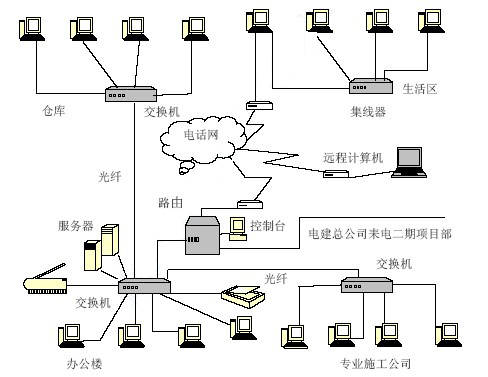 生活区
仓库
交换机
集线器
电话网
远程计算机
光纤
路由
服务器
控制台
电建总公司耒电二期项目部
交换机
光纤
交换机
办公楼
专业施工公司